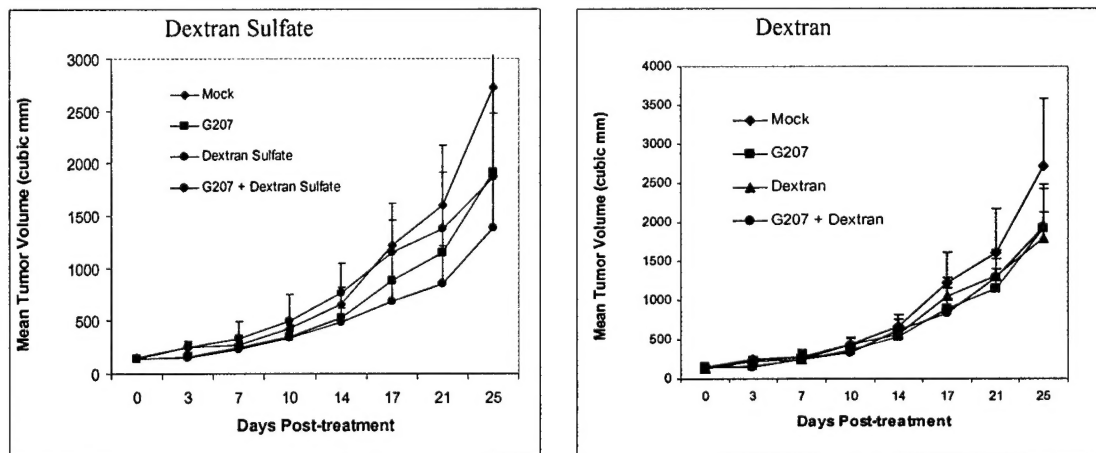 Dextran Sulfate
3000
2500
2000
1500
1000
500
0
Mean Tumor Volume (cubic mm)
Mock
G207
Dextran Sulfate
G207 + Dextran Sulfate
0 3 7 10 14 17 21 25
Days Post-treatment
Dextran
4000
3500
3000
2500
2000
1500
1000
500
0
Mean Tumor Volume (cubic mm)
Mock
G207
Dextran
G207 + Dextran
0 3 7 10 14 17 21 25
Days Post-treatment